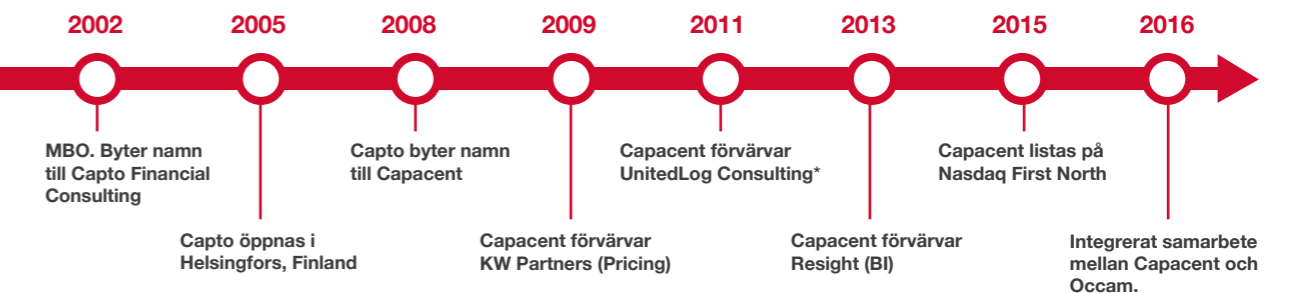 2002
2005
2008
2009
2011
2013
2015
2016
MBO. Byter namn
till Capto Financial
Consulting
Capto öppnas i
Helsingfors, Finland
Capto byter namn
till Capacent
Capacent förvärvar
KW Partners (Pricing)
Capacent förvärvar
UnitedLog Consulting*
Capacent förvärvar
Resight (BI)
Capacent listas på
Nasdaq First North
Integrerat samarbete
mellan Capacent och
Occam.